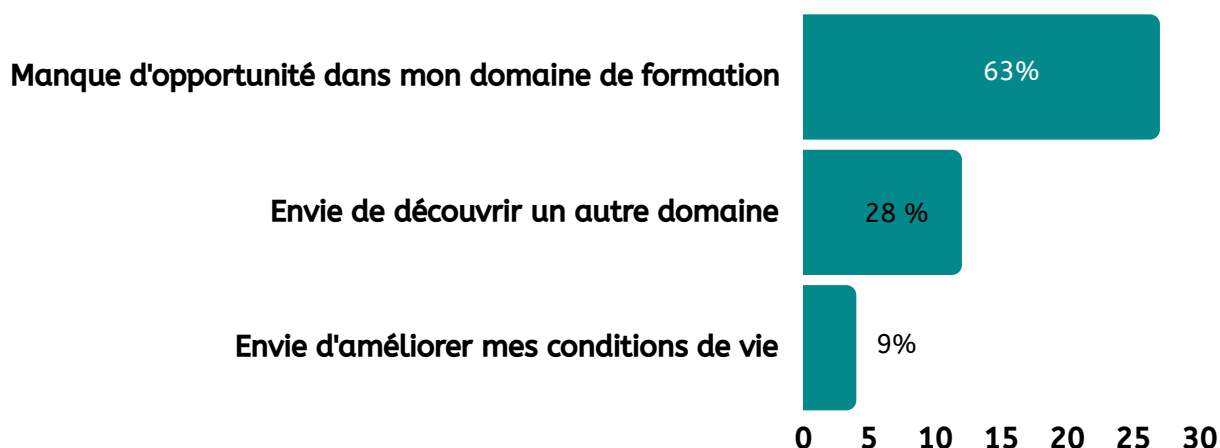 Manque d'opportunité dans mon domaine de formation 63%
Envie de découvrir un autre domaine 28 %
Envie d'améliorer mes conditions de vie 9%
0 5 10 15 20 25 30